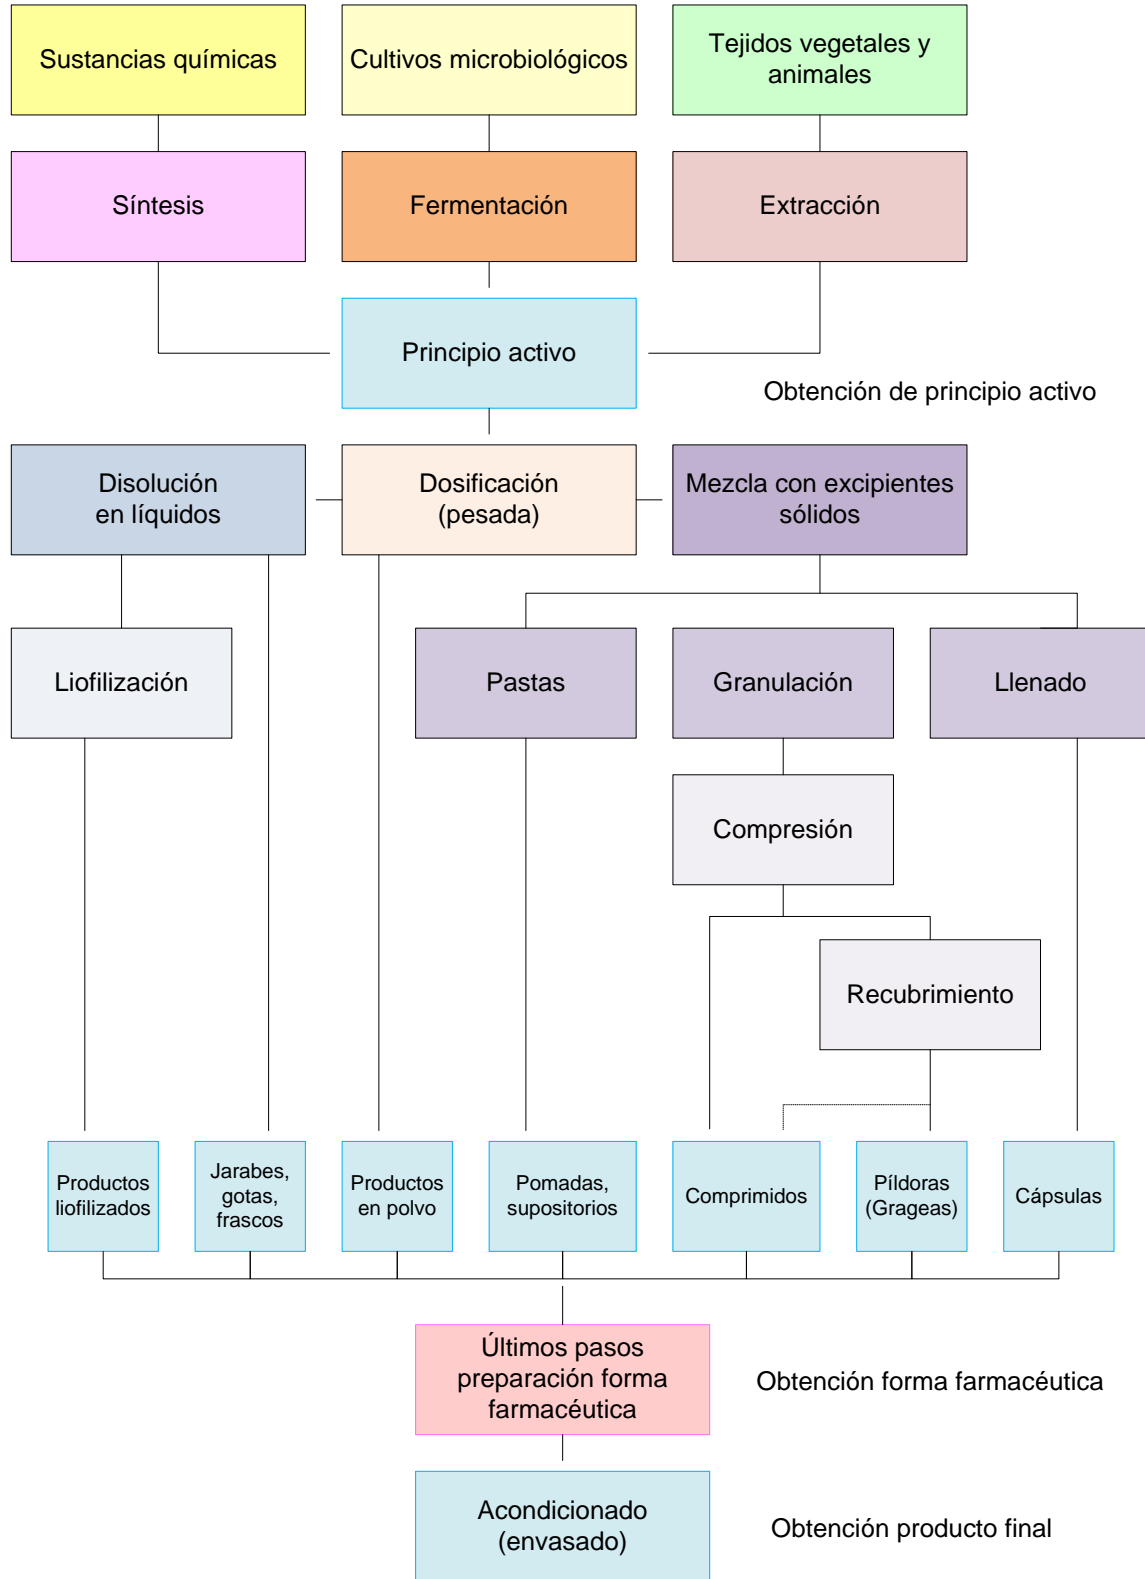 Sustancias químicas
Cultivos microbiológicos
Tejidos vegetales y
animales
Síntesis
Fermentación
Extracción
Principio activo
Obtención de principio activo
Disolución
en líquidos
Dosificación
(pesada)
Mezcla con excipientes
sólidos
Liofilización
Pastas
Granulación
Llenado
Compresión
Recubrimiento
Productos
liofilizados
Jarabes,
gotas,
frascos
Productos
en polvo
Pomadas,
supositorios
Comprimidos
Píldoras
(Grageas)
Cápsulas
Últimos pasos
preparación forma
farmacéutica
Obtención forma farmacéutica
Acondicionado
(envasado)
Obtención producto final